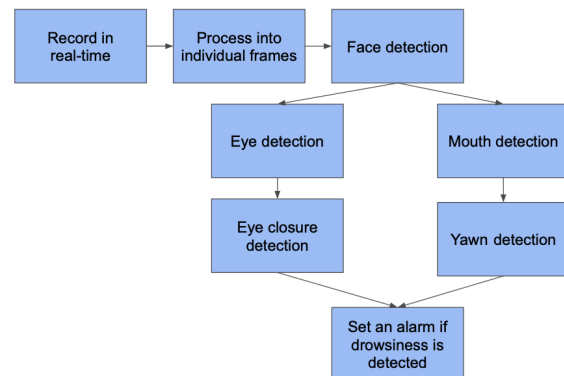 Record in
real-time
Process into
individual frames
Face detection
Eye detection
Mouth detection
Eye closure
detection
Yawn detection
Set an alarm if
drowsiness is
detected